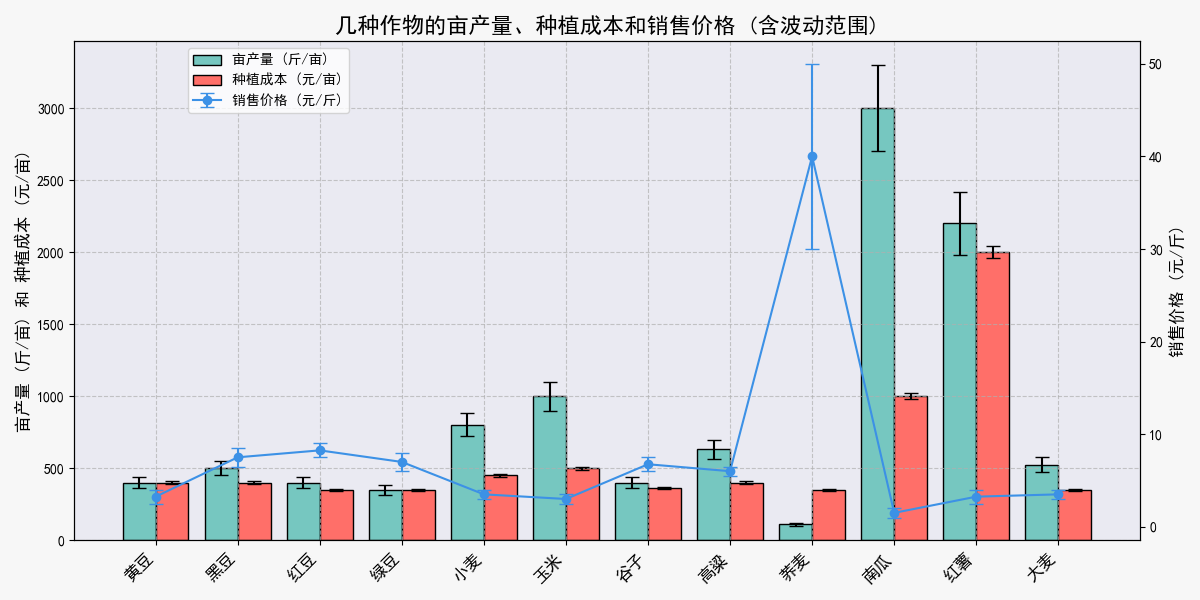 几种作物的亩产量、种植成本和销售价格 (含波动范围)
亩产量 (斤/亩)
种植成本 (元/亩)
销售价格 (元/斤)
亩产量 (斤/亩) 和 种植成本 (元/亩)
3000
2500
2000
1500
1000
500
0
50
40
30
20
10
0
销售价格 (元/斤)
黄豆
黑豆
红豆
绿豆
小麦
玉米
谷子
高粱
荞麦
南瓜
红薯
大麦